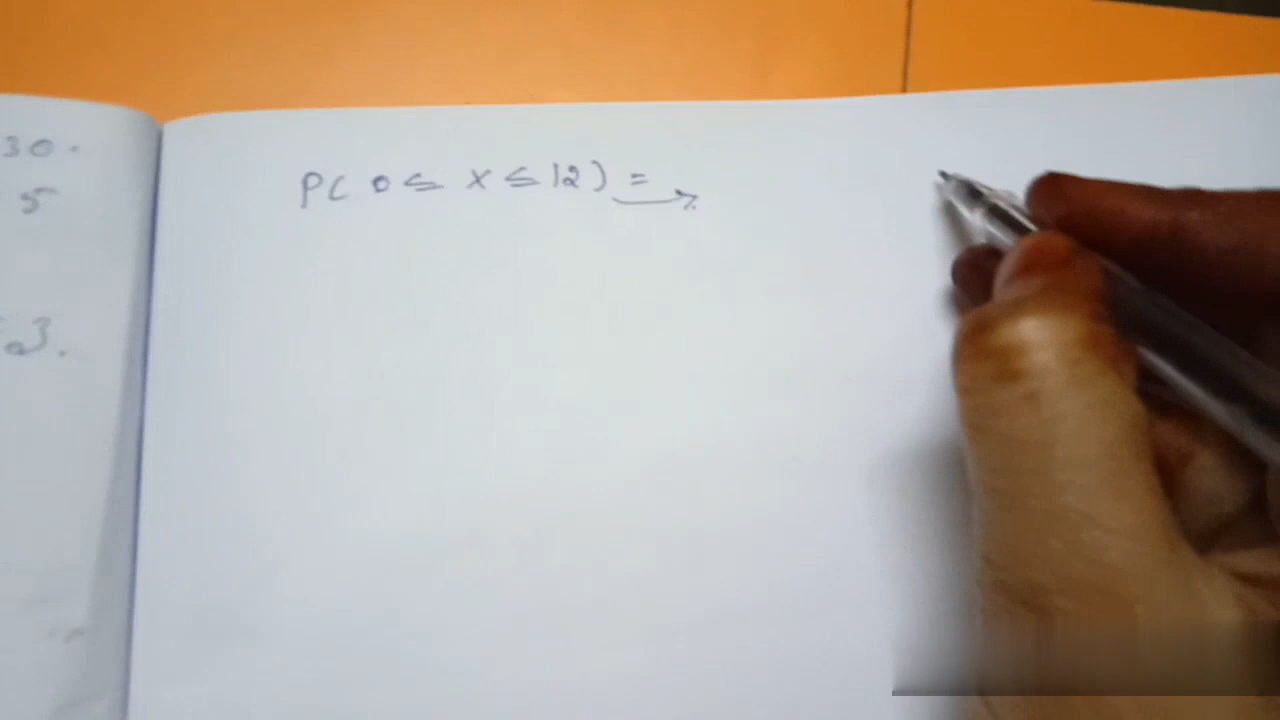 30.
5
P( 0 ≤ x ≤ 12) =